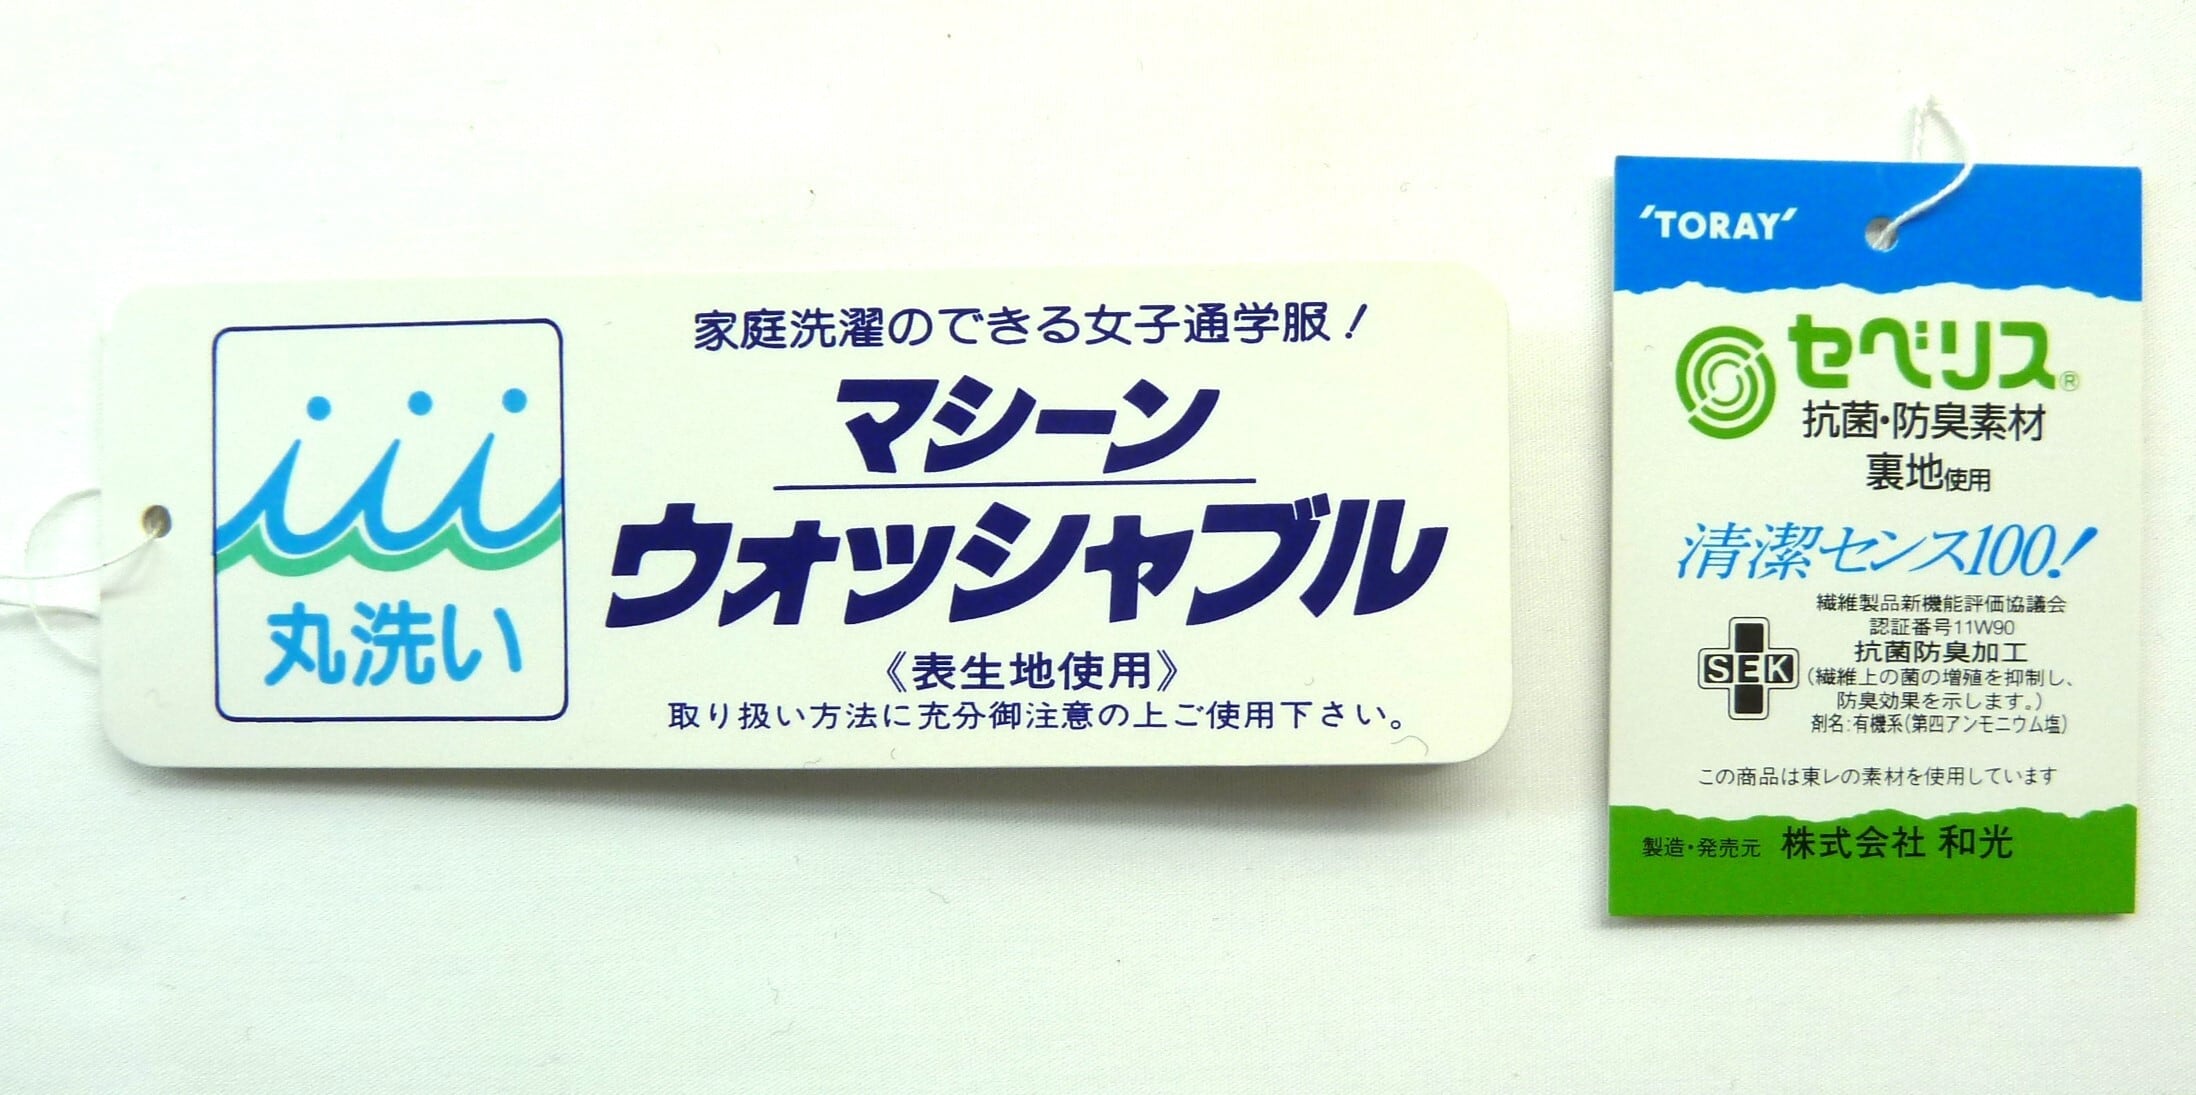 家庭洗濯のできる女子通学服!
マシーン
ウォッシャブル
《表生地使用》
取り扱い方法に充分御注意の上ご使用下さい。
丸洗い
'TORAY'
セベリス®
抗菌・防臭素材
裏地使用
清潔センス100!
繊維製品新機能評価協議会
認証番号11W90
SEK
抗菌防臭加工
(繊維上の菌の増殖を抑制し、
防臭効果を示します。)
剤名:有機系(第四アンモニウム塩)
この商品は東レの素材を使用しています
製造・発売元 株式会社 和光